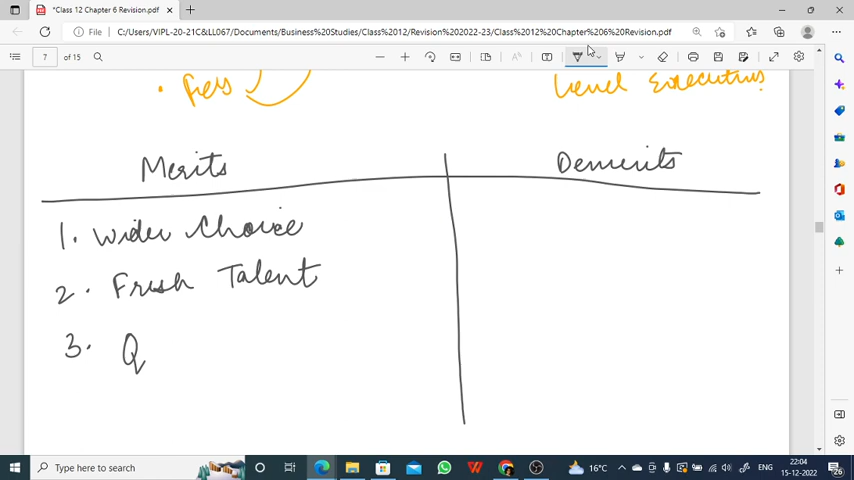 *Class 12 Chapter 6 Revision.pdf
File C:/Users/VIPL-20-21C&LL067/Documents/Business%20Studies/Class%2012/Revision%202022-23/Class%2012%20Chapter%206%20Revision.pdf
7 of 15
Fees
Level Executives
Merits Demerits
1. Wider Choice
2. Fresh Talent
3. Q
Type here to search
16°C ENG 22:04
15-12-2022